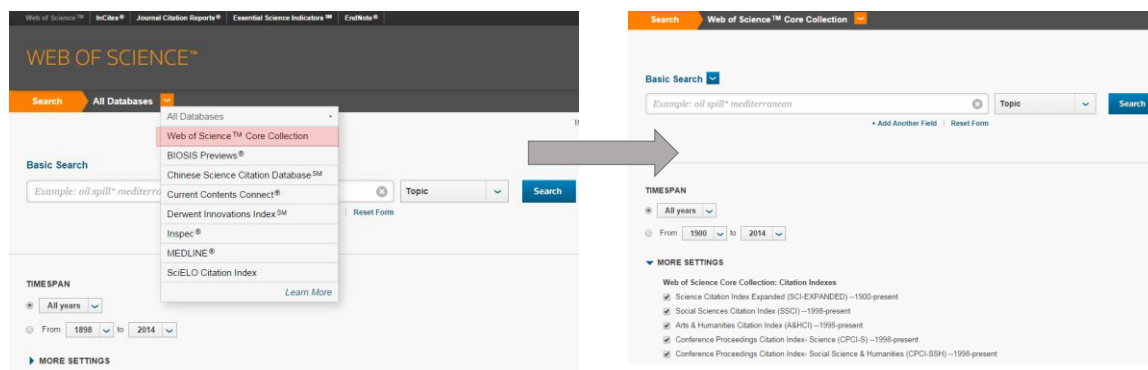 Web of Science™ InCites® Journal Citation Reports® Essential Science Indicators℠ EndNote®
WEB OF SCIENCE™
Search All Databases
All Databases
Web of Science™ Core Collection
BIOSIS Previews®
Chinese Science Citation Database℠
Current Contents Connect®
Derwent Innovations Index℠
Inspec®
MEDLINE®
SciELO Citation Index
Learn More
Basic Search
Example: oil spill* mediterra Topic Search
Reset Form
TIMESPAN
All years
From 1898 to 2014
MORE SETTINGS
Search Web of Science™ Core Collection
Basic Search
Example: oil spill* mediterranean Topic Search
+ Add Another Field | Reset Form
TIMESPAN
All years
From 1900 to 2014
MORE SETTINGS
Web of Science Core Collection: Citation Indexes
Science Citation Index Expanded (SCI-EXPANDED) --1900-present
Social Sciences Citation Index (SSCI) --1998-present
Arts & Humanities Citation Index (A&HCI) --1998-present
Conference Proceedings Citation Index- Science (CPCI-S) --1998-present
Conference Proceedings Citation Index- Social Science & Humanities (CPCI-SSH) --1998-present